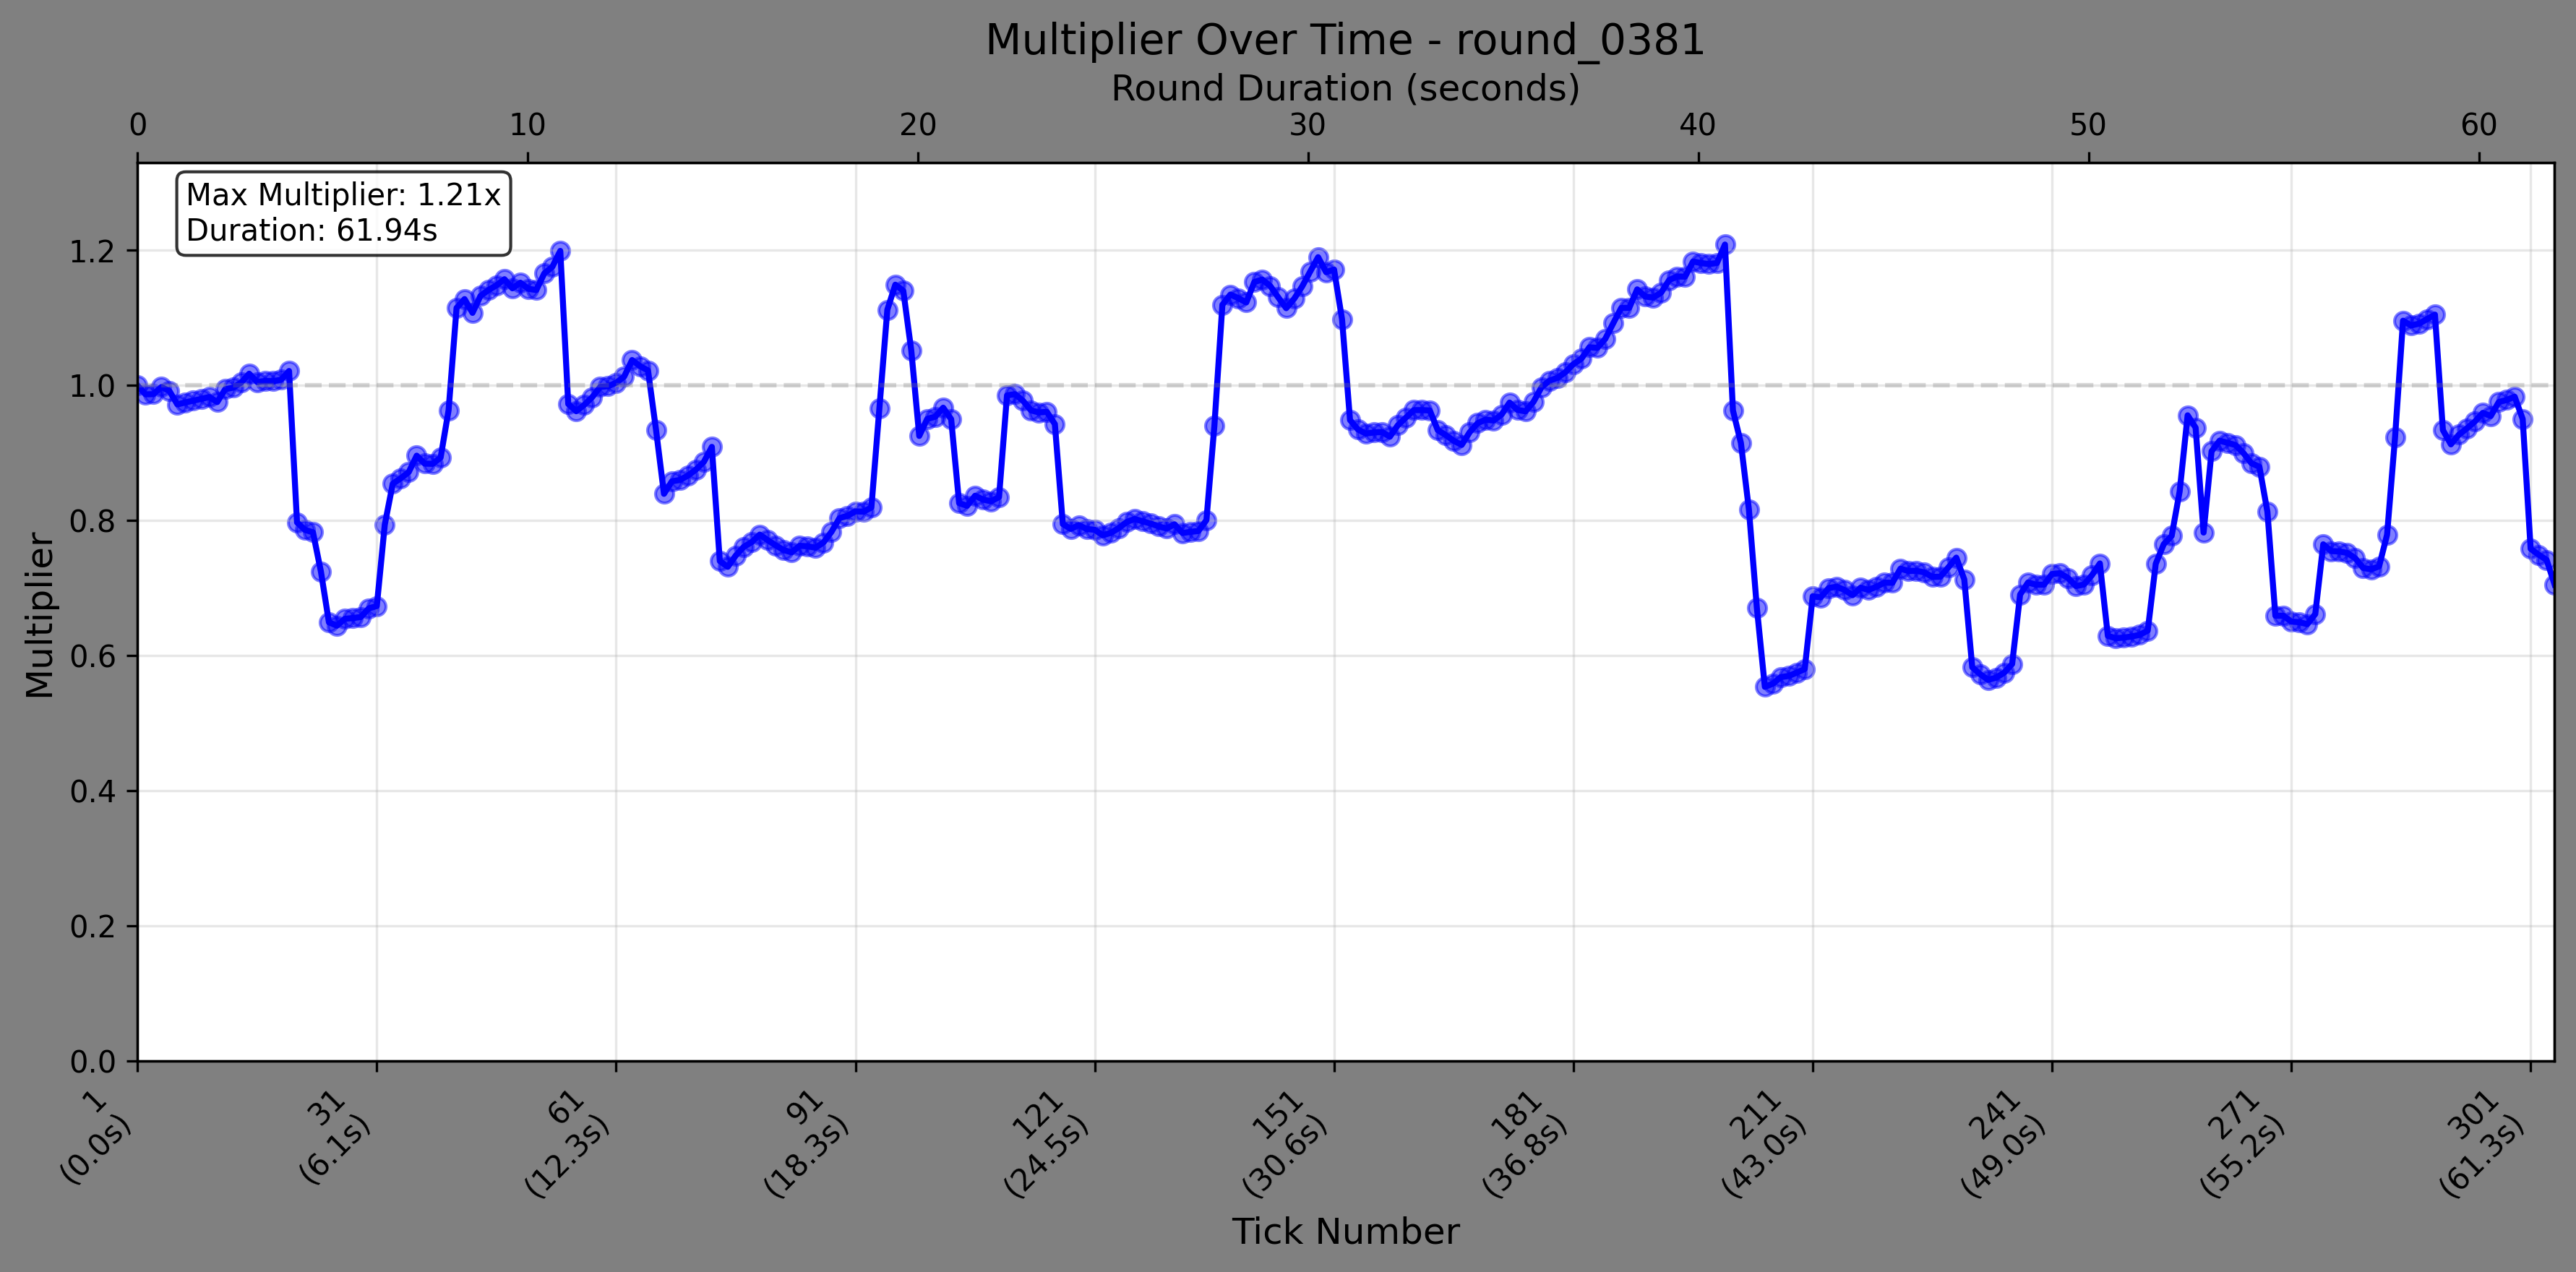 Multiplier Over Time - round_0381
Round Duration (seconds)
0 10 20 30 40 50 60
Max Multiplier: 1.21x
Duration: 61.94s
Multiplier
1.2
1.0
0.8
0.6
0.4
0.2
0.0
1 31 61 91 121 151 181 211 241 271 301
(0.0s) (6.1s) (12.3s) (18.3s) (24.5s) (30.6s) (36.8s) (43.0s) (49.0s) (55.2s) (61.3s)
Tick Number